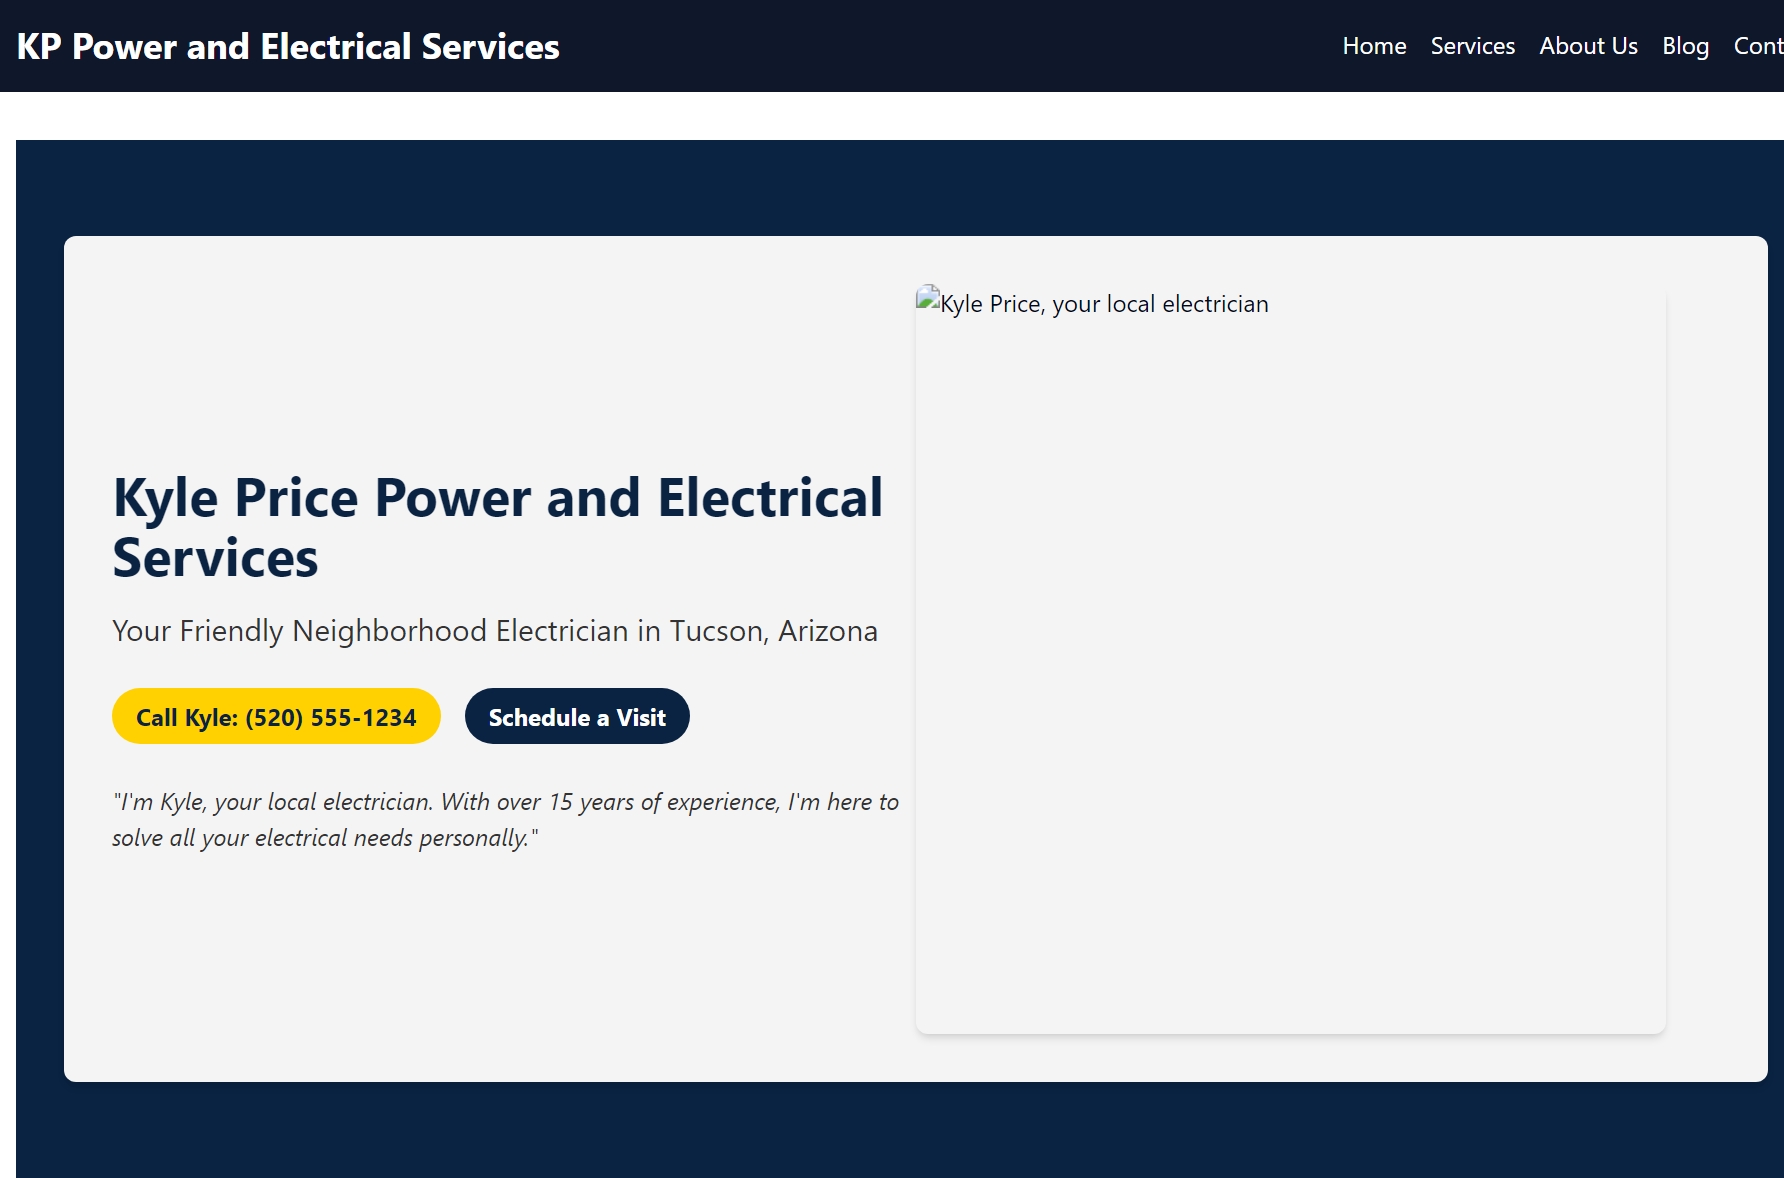 KP Power and Electrical Services
Home Services About Us Blog Cont
Kyle Price, your local electrician
Kyle Price Power and Electrical
Services
Your Friendly Neighborhood Electrician in Tucson, Arizona
Call Kyle: (520) 555-1234 Schedule a Visit
"I'm Kyle, your local electrician. With over 15 years of experience, I'm here to
solve all your electrical needs personally."